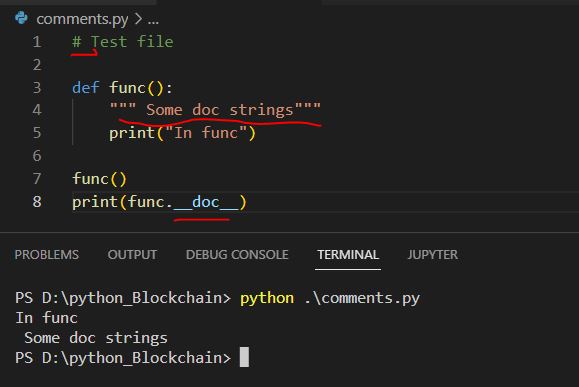 comments.py > ...
1 # Test file
2
3 def func():
4     """ Some doc strings"""
5     print("In func")
6
7 func()
8 print(func.__doc__)
PROBLEMS OUTPUT DEBUG CONSOLE TERMINAL JUPYTER
PS D:\python_Blockchain> python .\comments.py
In func
 Some doc strings
PS D:\python_Blockchain>